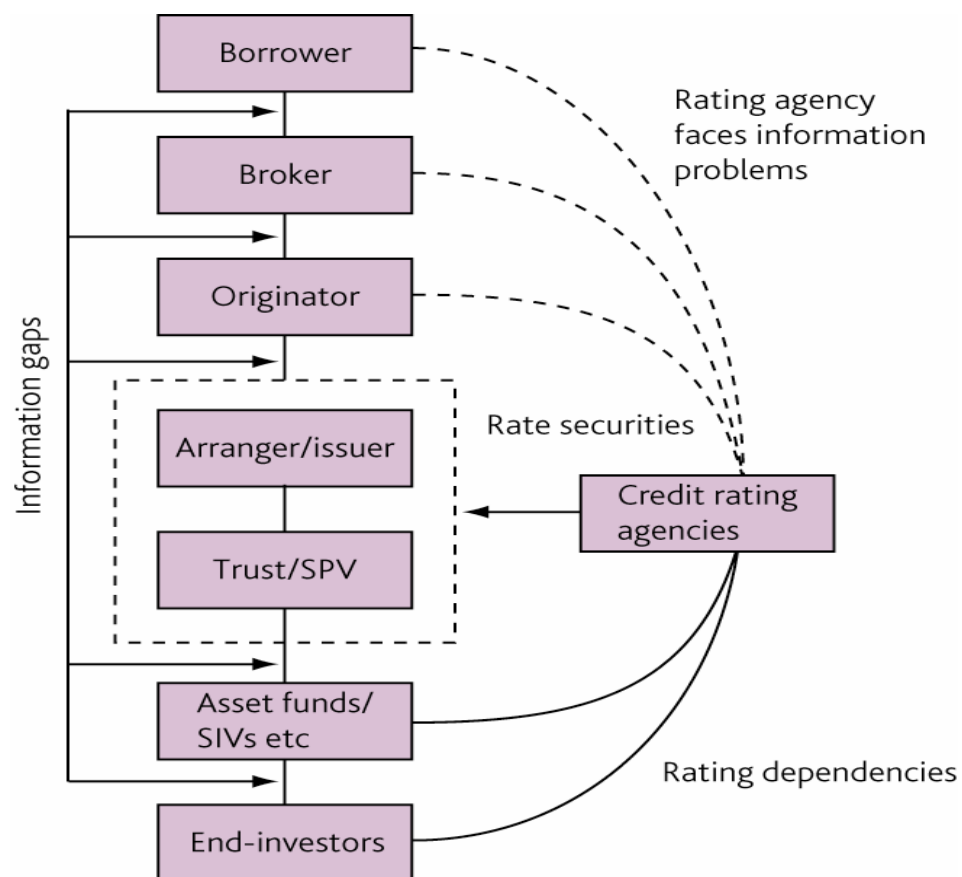 Borrower
Rating agency
faces information
problems
Broker
Originator
Information gaps
Arranger/issuer
Rate securities
Credit rating
agencies
Trust/SPV
Asset funds/
SIVs etc
Rating dependencies
End-investors